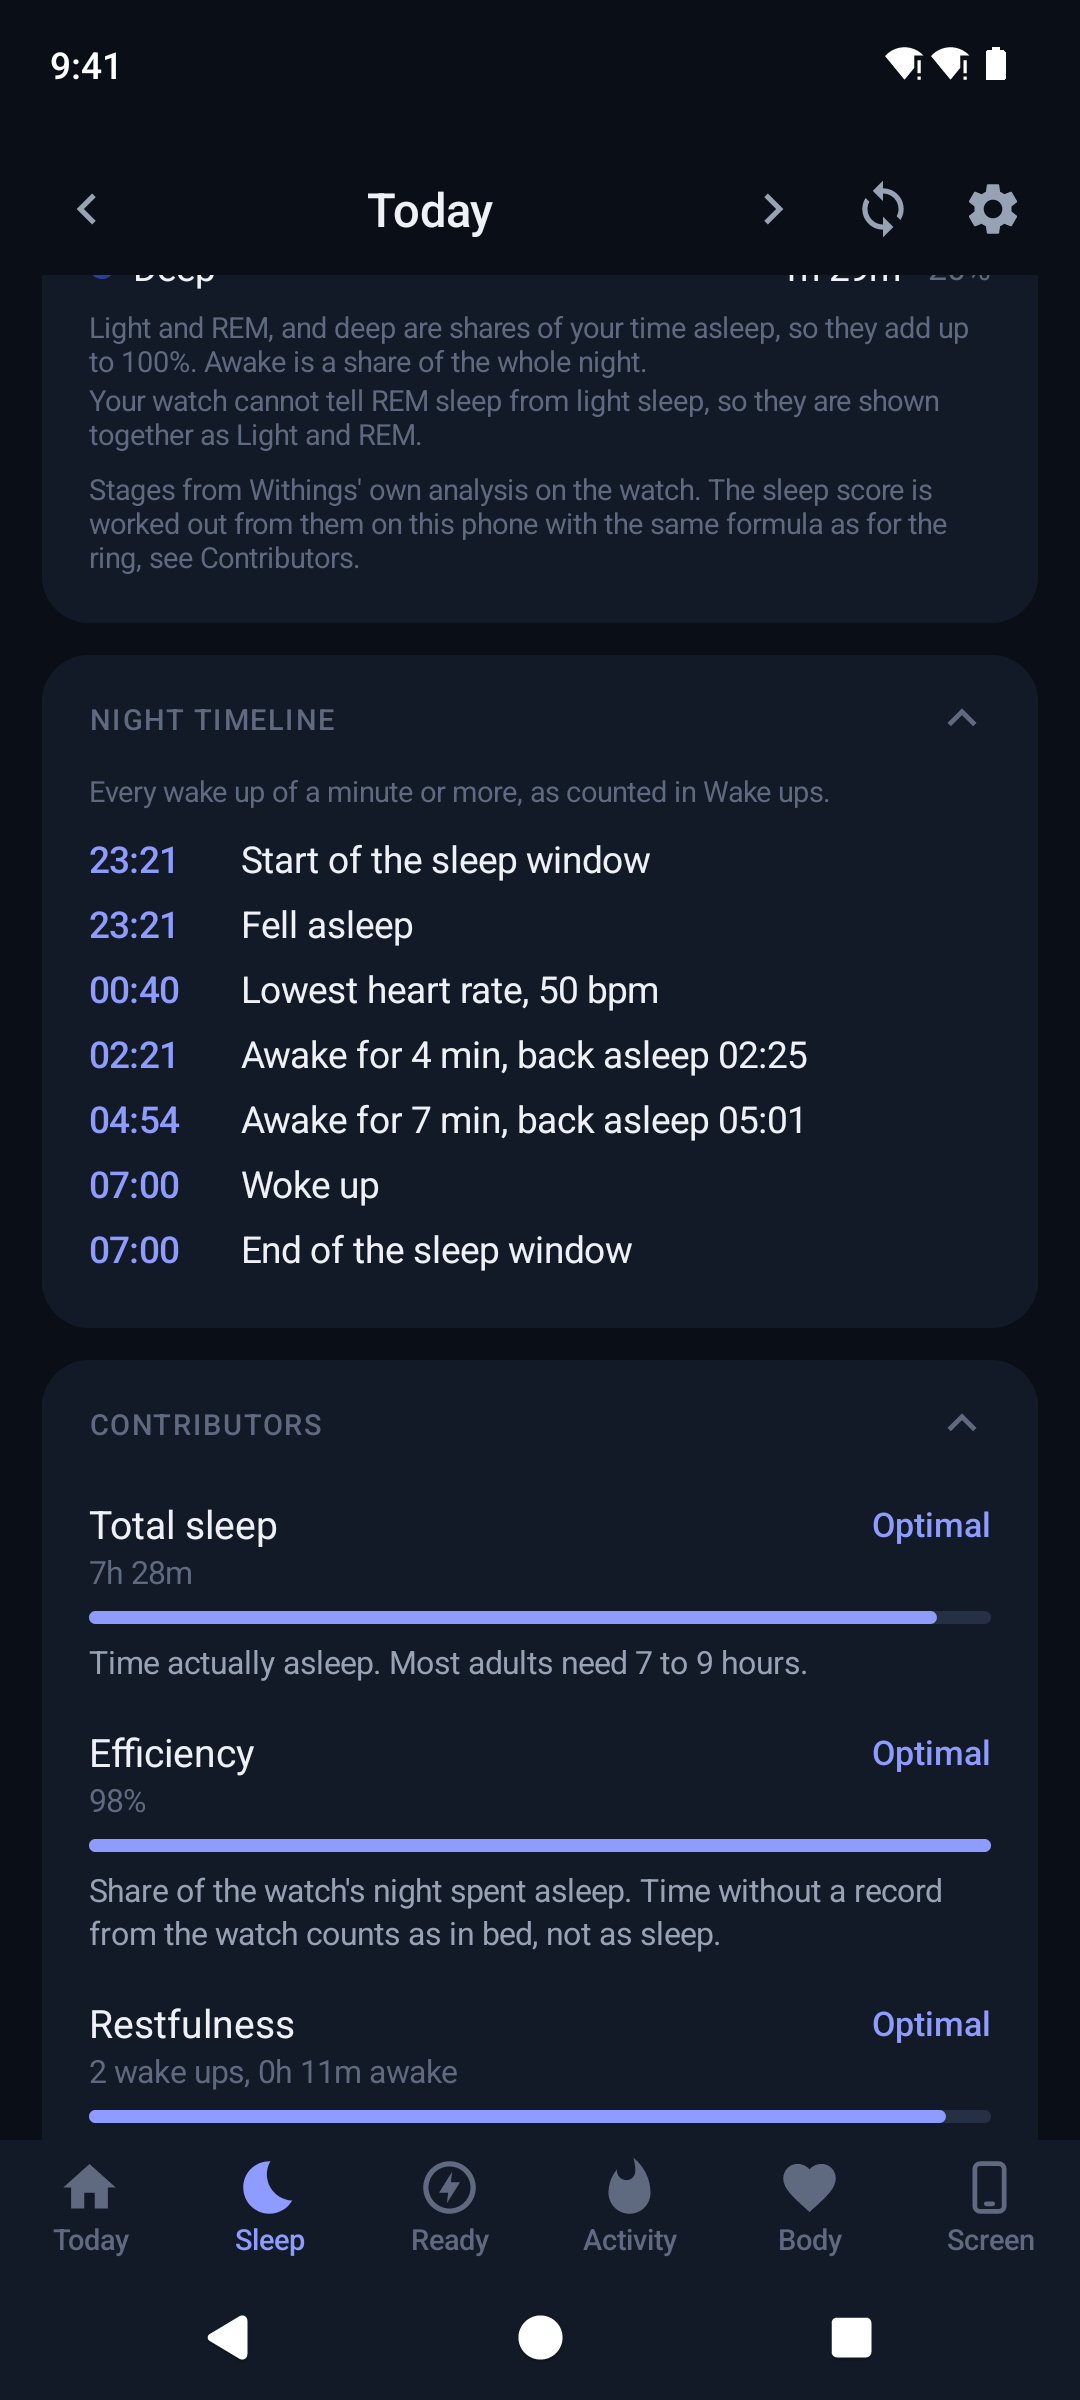 9:41
Today
Deep 1h 29m
Light and REM, and deep are shares of your time asleep, so they add up
to 100%. Awake is a share of the whole night.
Your watch cannot tell REM sleep from light sleep, so they are shown
together as Light and REM.
Stages from Withings' own analysis on the watch. The sleep score is
worked out from them on this phone with the same formula as for the
ring, see Contributors.
NIGHT TIMELINE
Every wake up of a minute or more, as counted in Wake ups.
23:21 Start of the sleep window
23:21 Fell asleep
00:40 Lowest heart rate, 50 bpm
02:21 Awake for 4 min, back asleep 02:25
04:54 Awake for 7 min, back asleep 05:01
07:00 Woke up
07:00 End of the sleep window
CONTRIBUTORS
Total sleep Optimal
7h 28m
Time actually asleep. Most adults need 7 to 9 hours.
Efficiency Optimal
98%
Share of the watch's night spent asleep. Time without a record
from the watch counts as in bed, not as sleep.
Restfulness Optimal
2 wake ups, 0h 11m awake
Today Sleep Ready Activity Body Screen